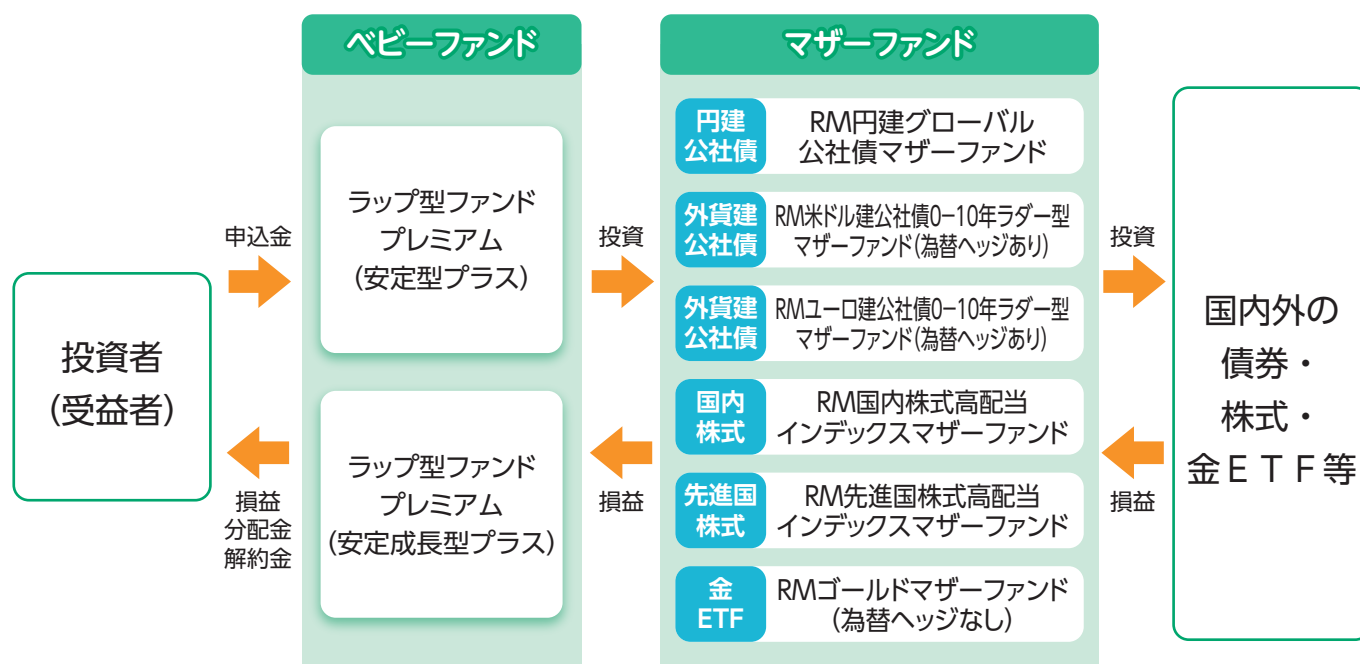 ベビーファンド
マザーファンド
投資者
(受益者)
申込金
損益
分配金
解約金
ラップ型ファンド
プレミアム
(安定型プラス)
ラップ型ファンド
プレミアム
(安定成長型プラス)
投資
損益
円建
公社債
RM円建グローバル
公社債マザーファンド
外貨建
公社債
RM米ドル建公社債0−10年ラダー型
マザーファンド(為替ヘッジあり)
外貨建
公社債
RMユーロ建公社債0−10年ラダー型
マザーファンド(為替ヘッジあり)
国内
株式
RM国内株式高配当
インデックスマザーファンド
先進国
株式
RM先進国株式高配当
インデックスマザーファンド
金
ETF
RMゴールドマザーファンド
(為替ヘッジなし)
投資
損益
国内外の
債券・
株式・
金ＥＴＦ等